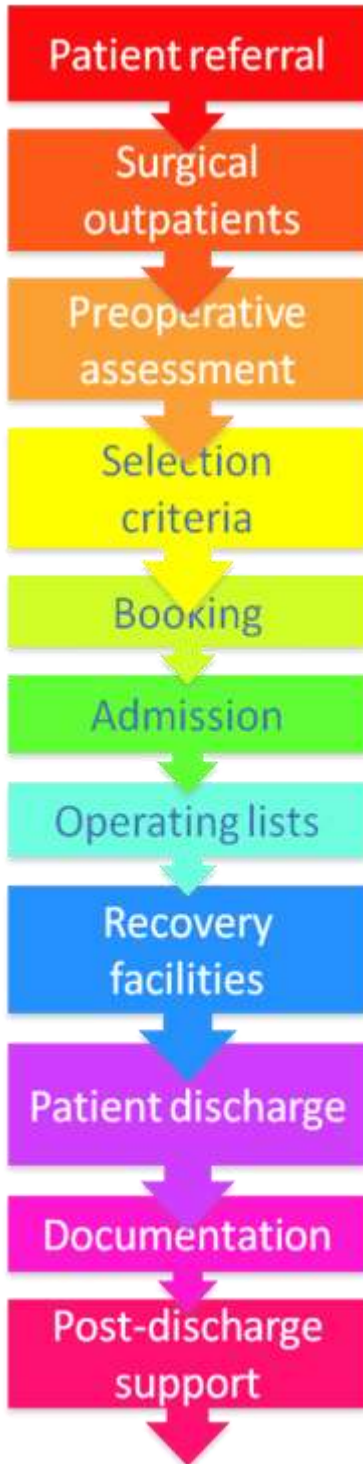 Patient referral
Surgical
outpatients
Preoperative
assessment
Selection
criteria
Booking
Admission
Operating lists
Recovery
facilities
Patient discharge
Documentation
Post-discharge
support